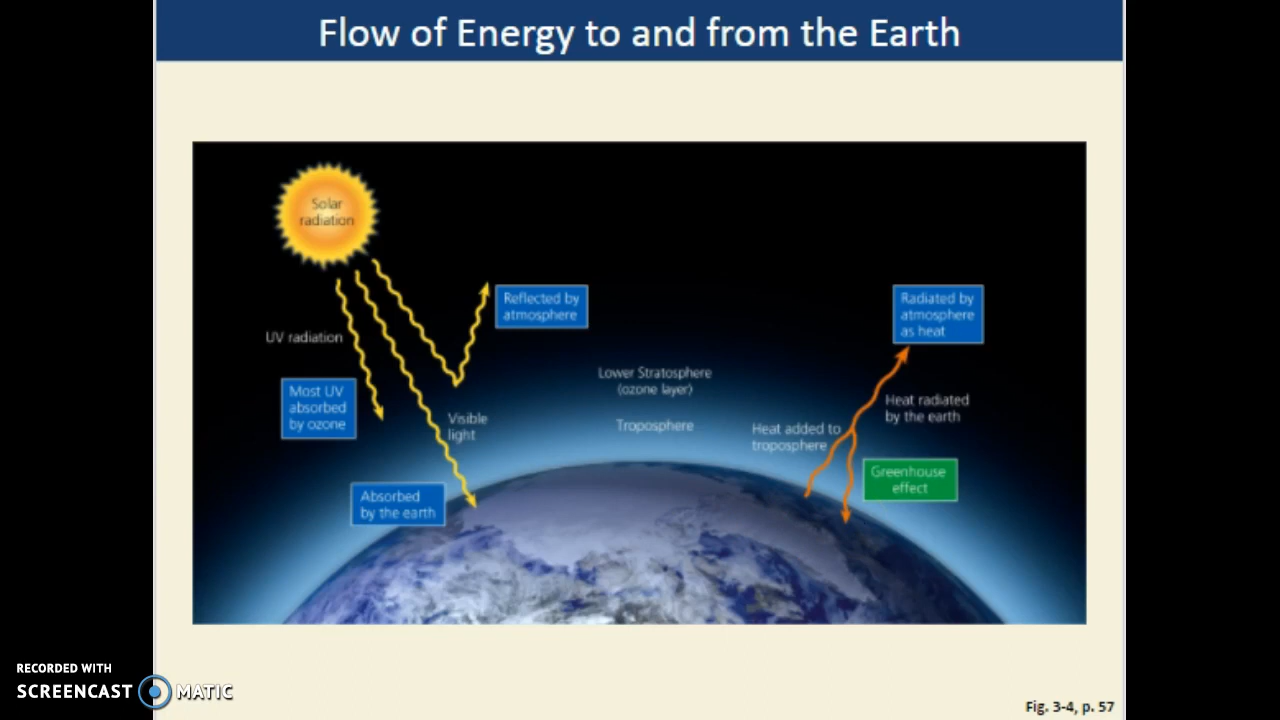 Flow of Energy to and from the Earth
Solar
radiation
UV radiation
Most UV
absorbed
by ozone
Reflected by
atmosphere
Visible
light
Absorbed
by the earth
Lower Stratosphere
(ozone layer)
Troposphere
Radiated by
atmosphere
as heat
Heat radiated
by the earth
Heat added to
troposphere
Greenhouse
effect
RECORDED WITH
SCREENCAST MATIC
Fig. 3-4, p. 57